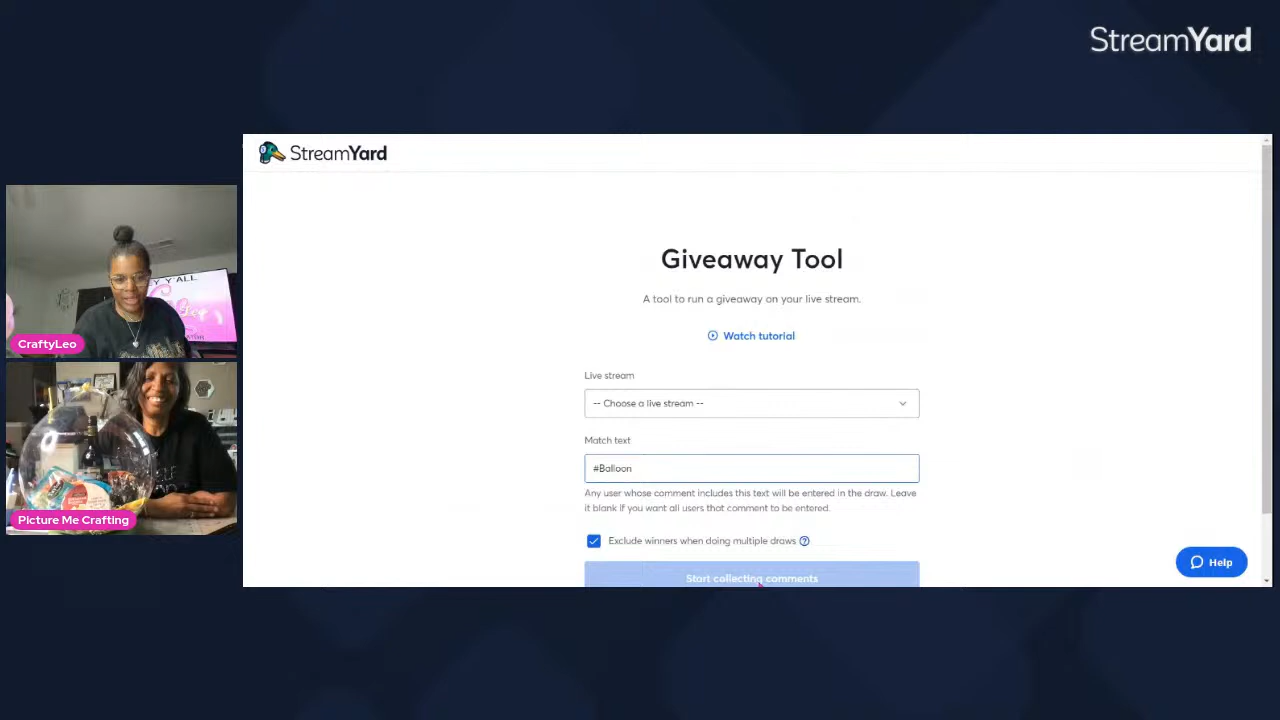 StreamYard
StreamYard
Giveaway Tool
A tool to run a giveaway on your live stream.
Watch tutorial
Live stream
-- Choose a live stream --
Match text
#Balloon
Any user whose comment includes this text will be entered in the draw. Leave
it blank if you want all users that comment to be entered.
Exclude winners when doing multiple draws
Start collecting comments
Help
Y'ALL
CraftyLeo
Picture Me Crafting